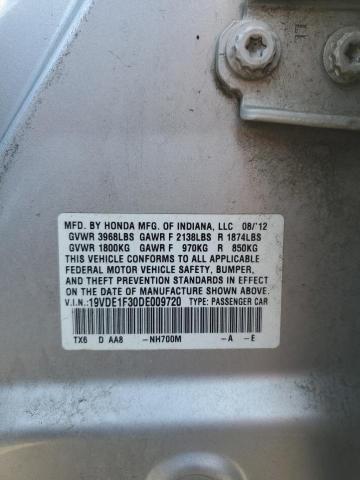 MFD. BY HONDA MFG. OF INDIANA, LLC 08/'12
GVWR 3968LBS GAWR F 2138LBS R 1874LBS
GVWR 1800KG GAWR F 970KG R 850KG
THIS VEHICLE CONFORMS TO ALL APPLICABLE
FEDERAL MOTOR VEHICLE SAFETY, BUMPER,
AND THEFT PREVENTION STANDARDS IN
EFFECT ON THE DATE OF MANUFACTURE
SHOWN ABOVE.
V.I.N.:19VDE1F30DE009720 TYPE: PASSENGER CAR
TX6 D AA8 -NH700M -A -E